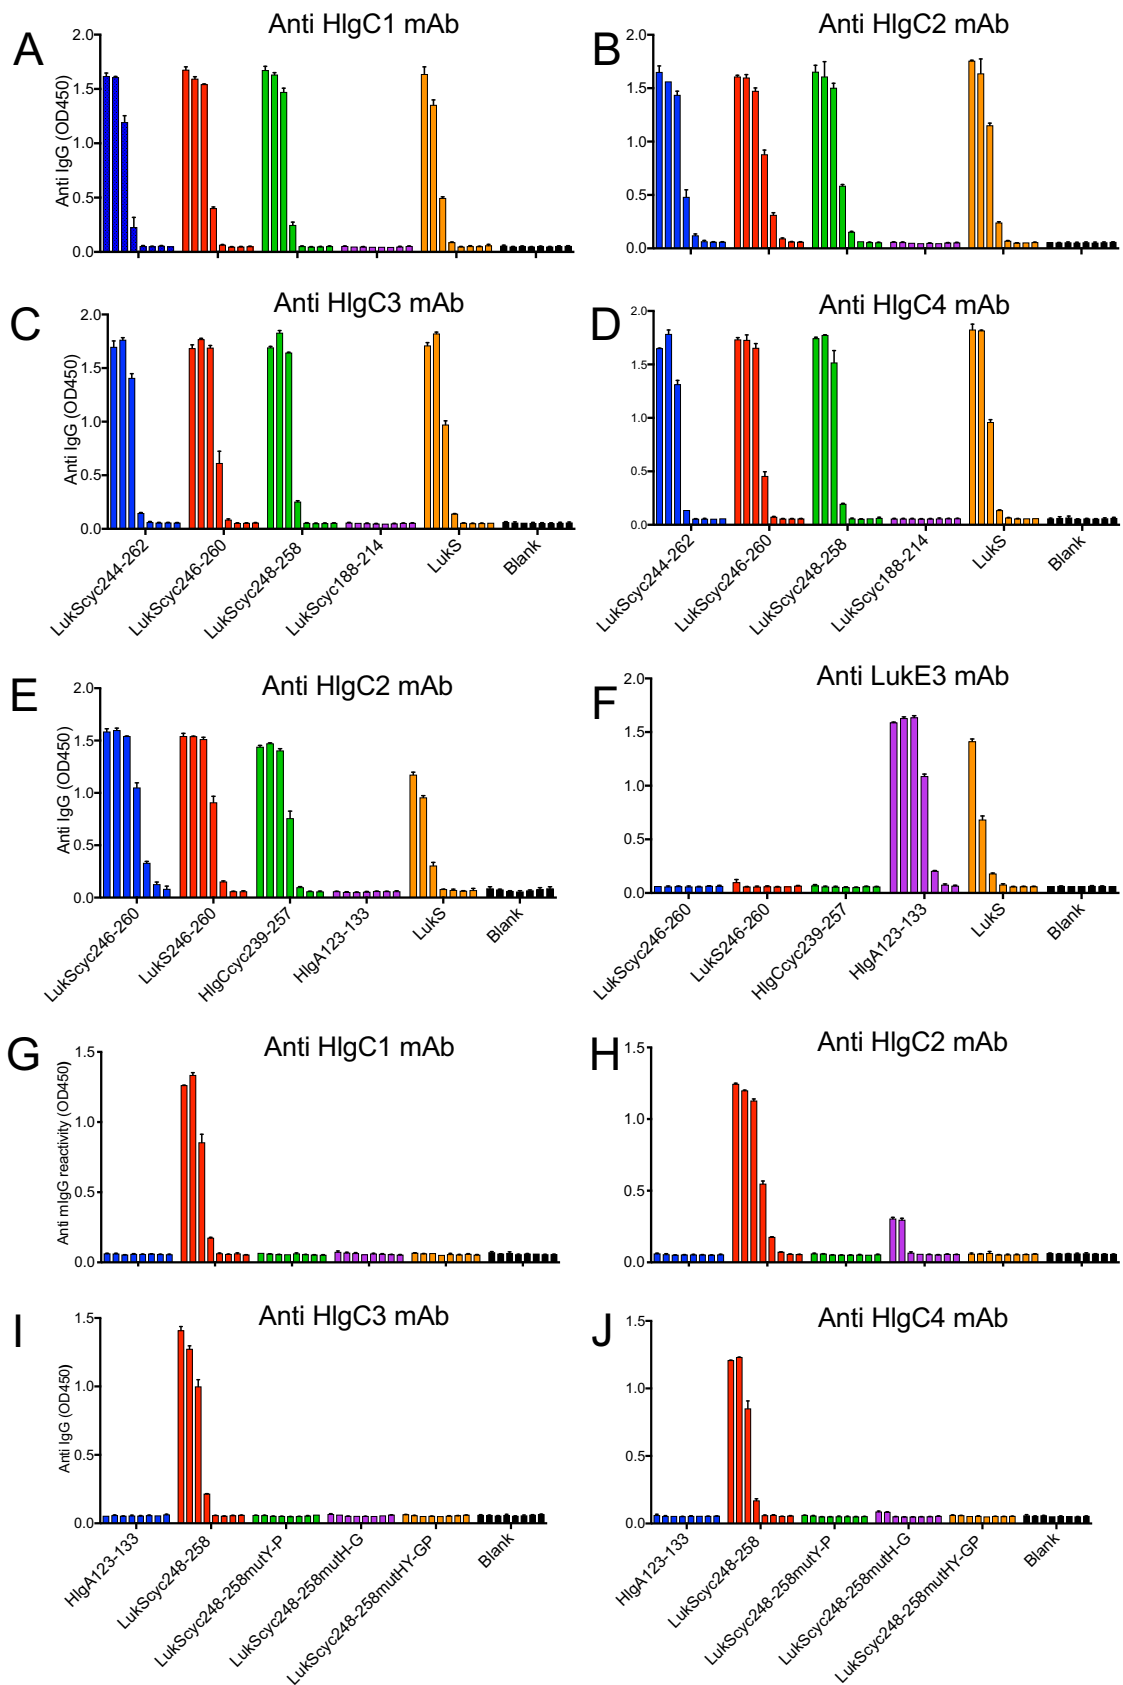 A
Anti HlgC1 mAb
Anti IgG (OD450)
2.0
1.5
1.0
0.5
0.0
B
Anti HlgC2 mAb
2.0
1.5
1.0
0.5
0.0
C
Anti HlgC3 mAb
Anti IgG (OD450)
2.0
1.5
1.0
0.5
0.0
LukScyc244-262
LukScyc246-260
LukScyc248-258
LukScyc188-214
LukS
Blank
D
Anti HlgC4 mAb
2.0
1.5
1.0
0.5
0.0
LukScyc244-262
LukScyc246-260
LukScyc248-258
LukScyc188-214
LukS
Blank
E
Anti HlgC2 mAb
Anti IgG (OD450)
2.0
1.5
1.0
0.5
0.0
LukScyc246-260
LukS246-260
HlgCcyc239-257
HlgA123-133
LukS
Blank
F
Anti LukE3 mAb
2.0
1.5
1.0
0.5
0.0
LukScyc246-260
LukS246-260
HlgCcyc239-257
HlgA123-133
LukS
Blank
G
Anti HlgC1 mAb
Anti mIgG reactivity (OD450)
1.5
1.0
0.5
0.0
H
Anti HlgC2 mAb
1.5
1.0
0.5
0.0
I
Anti HlgC3 mAb
Anti IgG (OD450)
1.5
1.0
0.5
0.0
HlgA123-133
LukScyc248-258
LukScyc248-258mutY-P
LukScyc248-258mutH-G
LukScyc248-258mutHY-GP
Blank
J
Anti HlgC4 mAb
1.5
1.0
0.5
0.0
HlgA123-133
LukScyc248-258
LukScyc248-258mutY-P
LukScyc248-258mutH-G
LukScyc248-258mutHY-GP
Blank